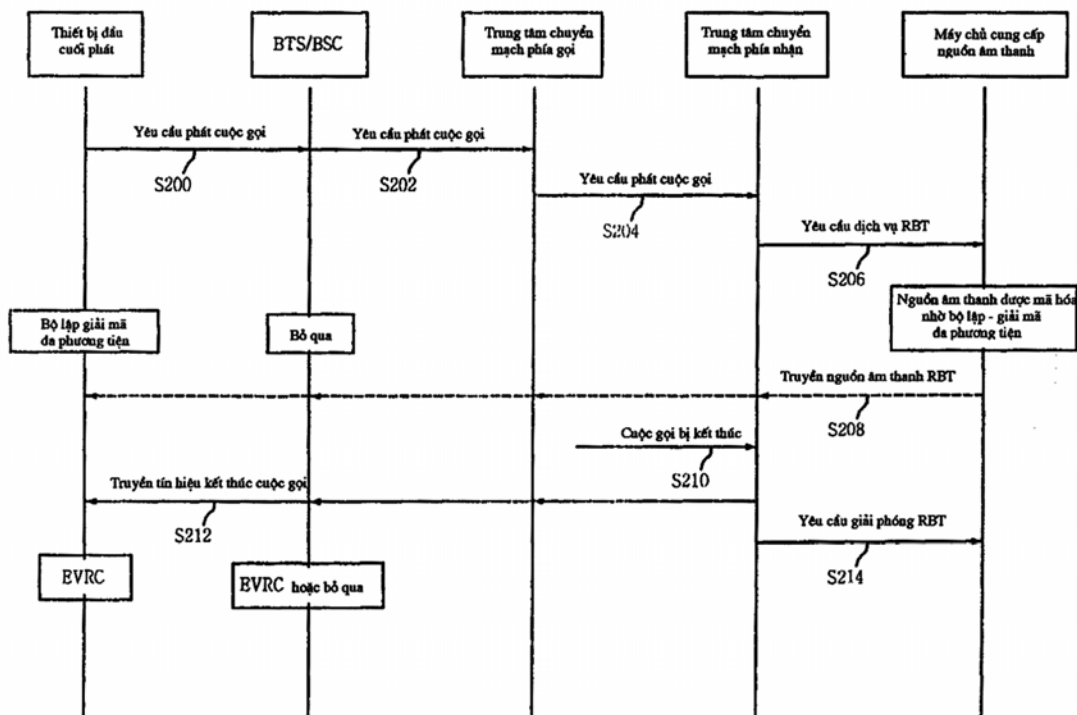 Thiết bị đầu
cuối phát
BTS/BSC
Trung tâm chuyển
mạch phía gọi
Trung tâm chuyển
mạch phía nhận
Máy chủ cung cấp
nguồn âm thanh
Yêu cầu phát cuộc gọi
S200
Yêu cầu phát cuộc gọi
S202
Yêu cầu phát cuộc gọi
S204
Yêu cầu dịch vụ RBT
S206
Bộ lập giải mã
đa phương tiện
Bỏ qua
Nguồn âm thanh được mã hóa
nhờ bộ lập - giải mã
đa phương tiện
Truyền nguồn âm thanh RBT
S208
Cuộc gọi bị kết thúc
S210
Truyền tín hiệu kết thúc cuộc gọi
S212
Yêu cầu giải phóng RBT
S214
EVRC
EVRC hoặc bỏ qua